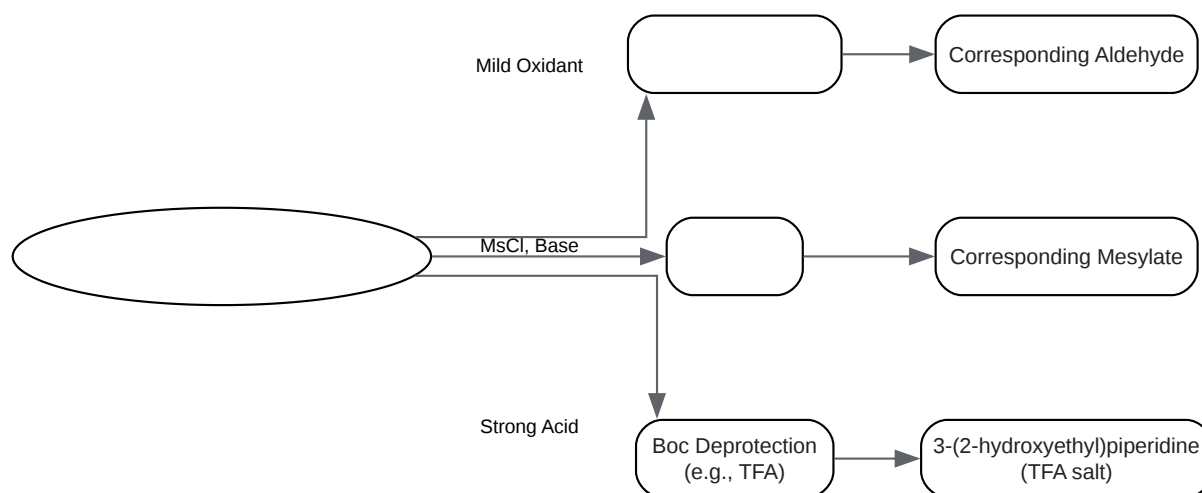 Mild Oxidant
Corresponding Aldehyde
MsCl, Base
Corresponding Mesylate
Strong Acid
Boc Deprotection
(e.g., TFA)
3-(2-hydroxyethyl)piperidine
(TFA salt)